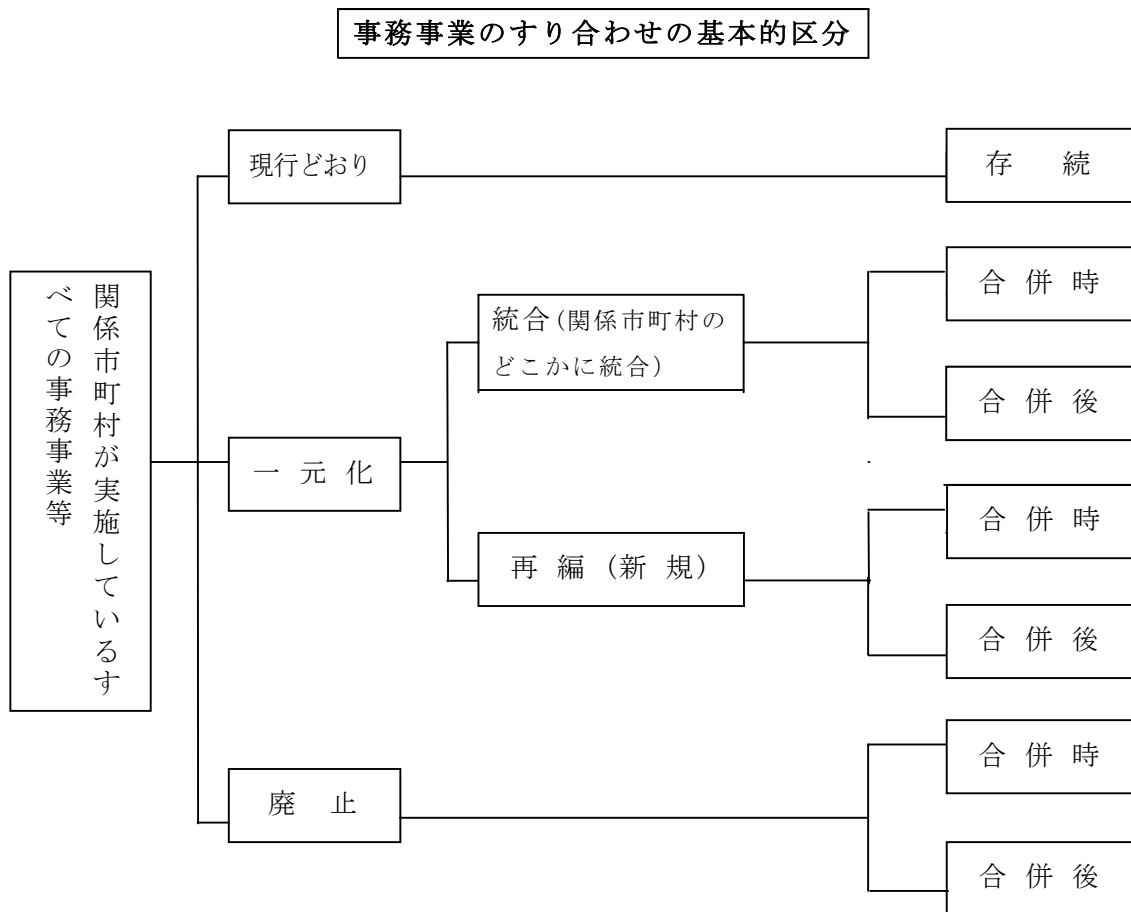 事務事業のすり合わせの基本的区分
関係市町村が実施しているす
べての事務事業等
現行どおり
存続
一元化
統合(関係市町村の
どこかに統合)
合併時
合併後
再編(新規)
合併時
合併後
廃止
合併時
合併後